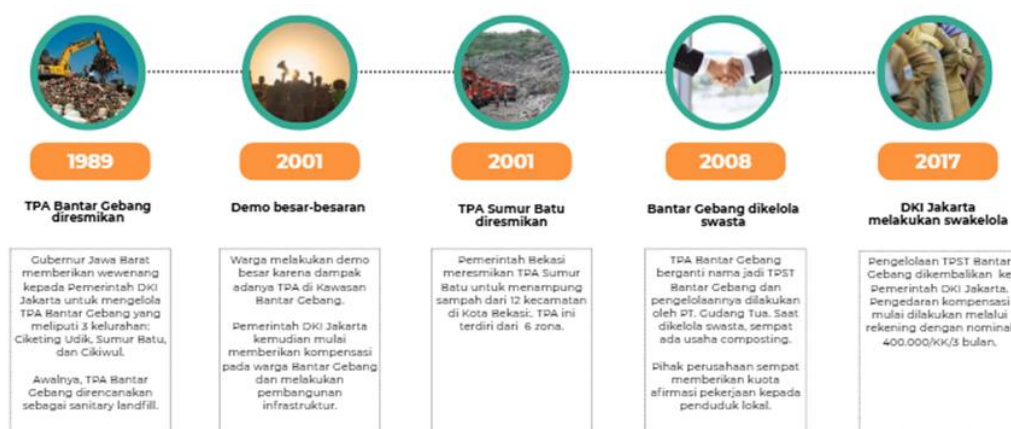 1989
TPA Bantar Gebang
diresmikan
Gubernur Jawa Barat
memberikan wewenang
kepada Pemerintah DKI
Jakarta untuk mengelola
TPA Bantar Gebang yang
meliputi 3 kelurahan:
Ciketing Udik, Sumur Batu,
dan Cikiwul.
Awalnya, TPA Bantar
Gebang direncanakan
sebagai sanitary landfill.
2001
Demo besar-besaran
Warga melakukan demo
besar karena dampak
adanya TPA di Kawasan
Bantar Gebang.
Pemerintah DKI Jakarta
kemudian mulai
memberikan kompensasi
pada warga Bantar Gebang
dan melakukan
pembangunan
infrastruktur.
2001
TPA Sumur Batu
diresmikan
Pemerintah Bekasi
meresmikan TPA Sumur
Batu untuk menampung
sampah dari 12 kecamatan
di Kota Bekasi:. TPA ini
terdiri dari 6 zona.
2008
Bantar Gebang dikelola
swasta
TPA Bantar Gebang
berganti nama jadi TPST
Bantar Gebang dan
pengelolaannya dilakukan
oleh PT. Gudang Tua. Saat
dikelola swasta, sempat
ada usaha composting.
Pihak perusahaan sempat
memberikan kuota
afirmasi pekerjaan kepada
penduduk lokal.
2017
DKI Jakarta
melakukan swakelola
Pengelolaan TPST Bantar
Gebang dikembalikan ke
Pemerintah DKI Jakarta.
Pengedaran kompensasi
mulai dilakukan melalui
rekening dengan nominal
400.000/KK/3 bulan.